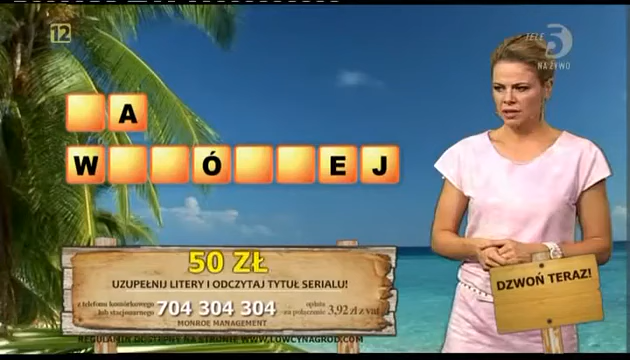 12
TELE 5
NA ŻYWO
A
W Ó EJ
50 ZŁ
UZUPEŁNIJ LITERY I ODCZYTAJ TYTUŁ SERIALU!
z telefonu komórkowego
lub stacjonarnego
704 304 304
opłata
za połączenie 3,92 zł z vat
MONROE MANAGEMENT
REGULAMIN DOSTĘPNY NA STRONIE WWW.LOWCYNAGROD.COM
DZWOŃ TERAZ!